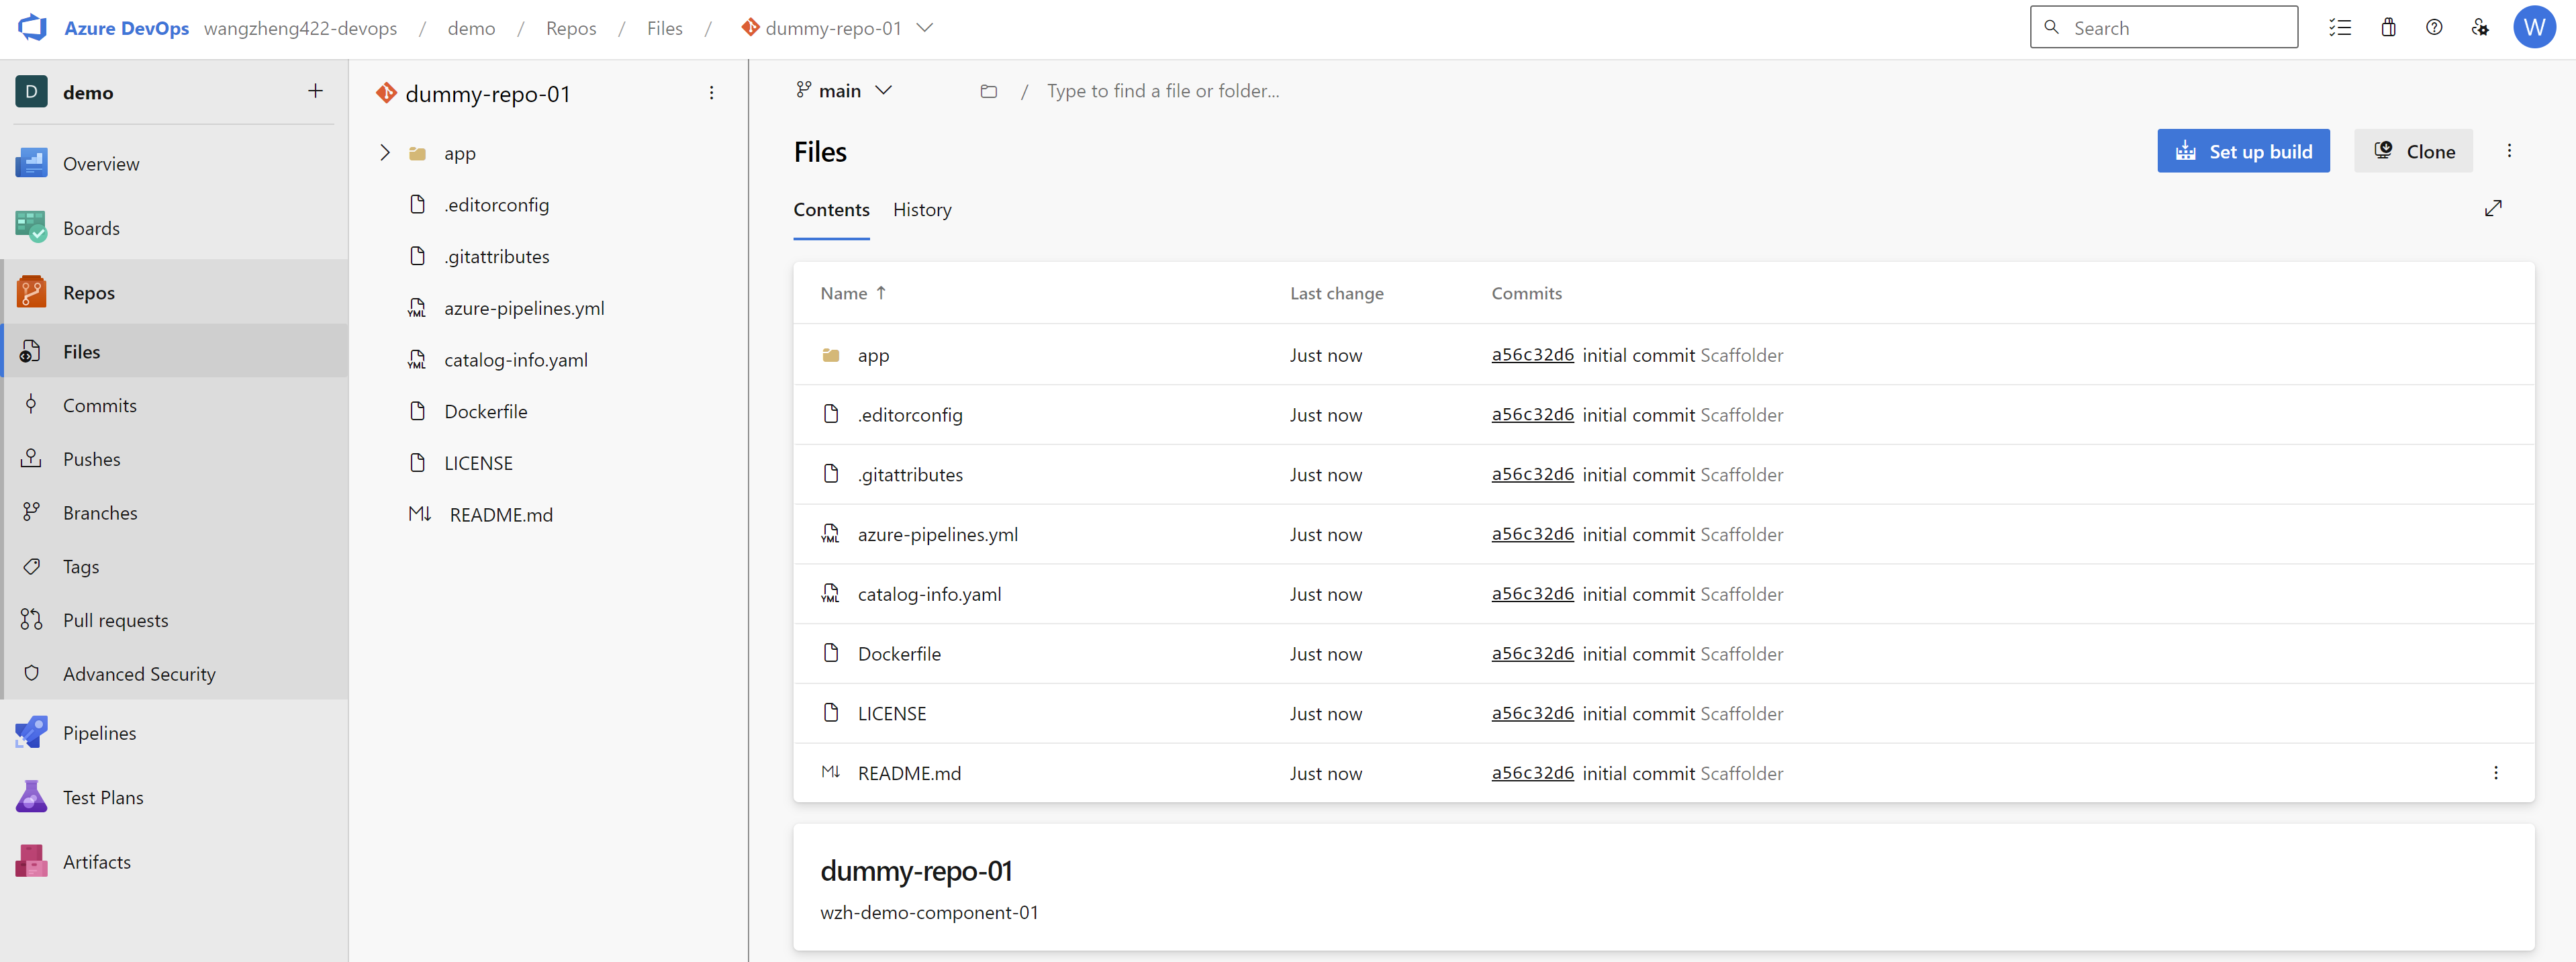 Azure DevOps wangzheng422-devops / demo / Repos / Files / dummy-repo-01
Search
W
D demo
Overview
Boards
Repos
Files
Commits
Pushes
Branches
Tags
Pull requests
Advanced Security
Pipelines
Test Plans
Artifacts
dummy-repo-01
app
.editorconfig
.gitattributes
YML azure-pipelines.yml
YML catalog-info.yaml
Dockerfile
LICENSE
M↓ README.md
main / Type to find a file or folder...
Files
Set up build
Clone
Contents History
Name ↑ Last change Commits
app Just now a56c32d6 initial commit Scaffolder
.editorconfig Just now a56c32d6 initial commit Scaffolder
.gitattributes Just now a56c32d6 initial commit Scaffolder
YML azure-pipelines.yml Just now a56c32d6 initial commit Scaffolder
YML catalog-info.yaml Just now a56c32d6 initial commit Scaffolder
Dockerfile Just now a56c32d6 initial commit Scaffolder
LICENSE Just now a56c32d6 initial commit Scaffolder
M↓ README.md Just now a56c32d6 initial commit Scaffolder
dummy-repo-01
wzh-demo-component-01